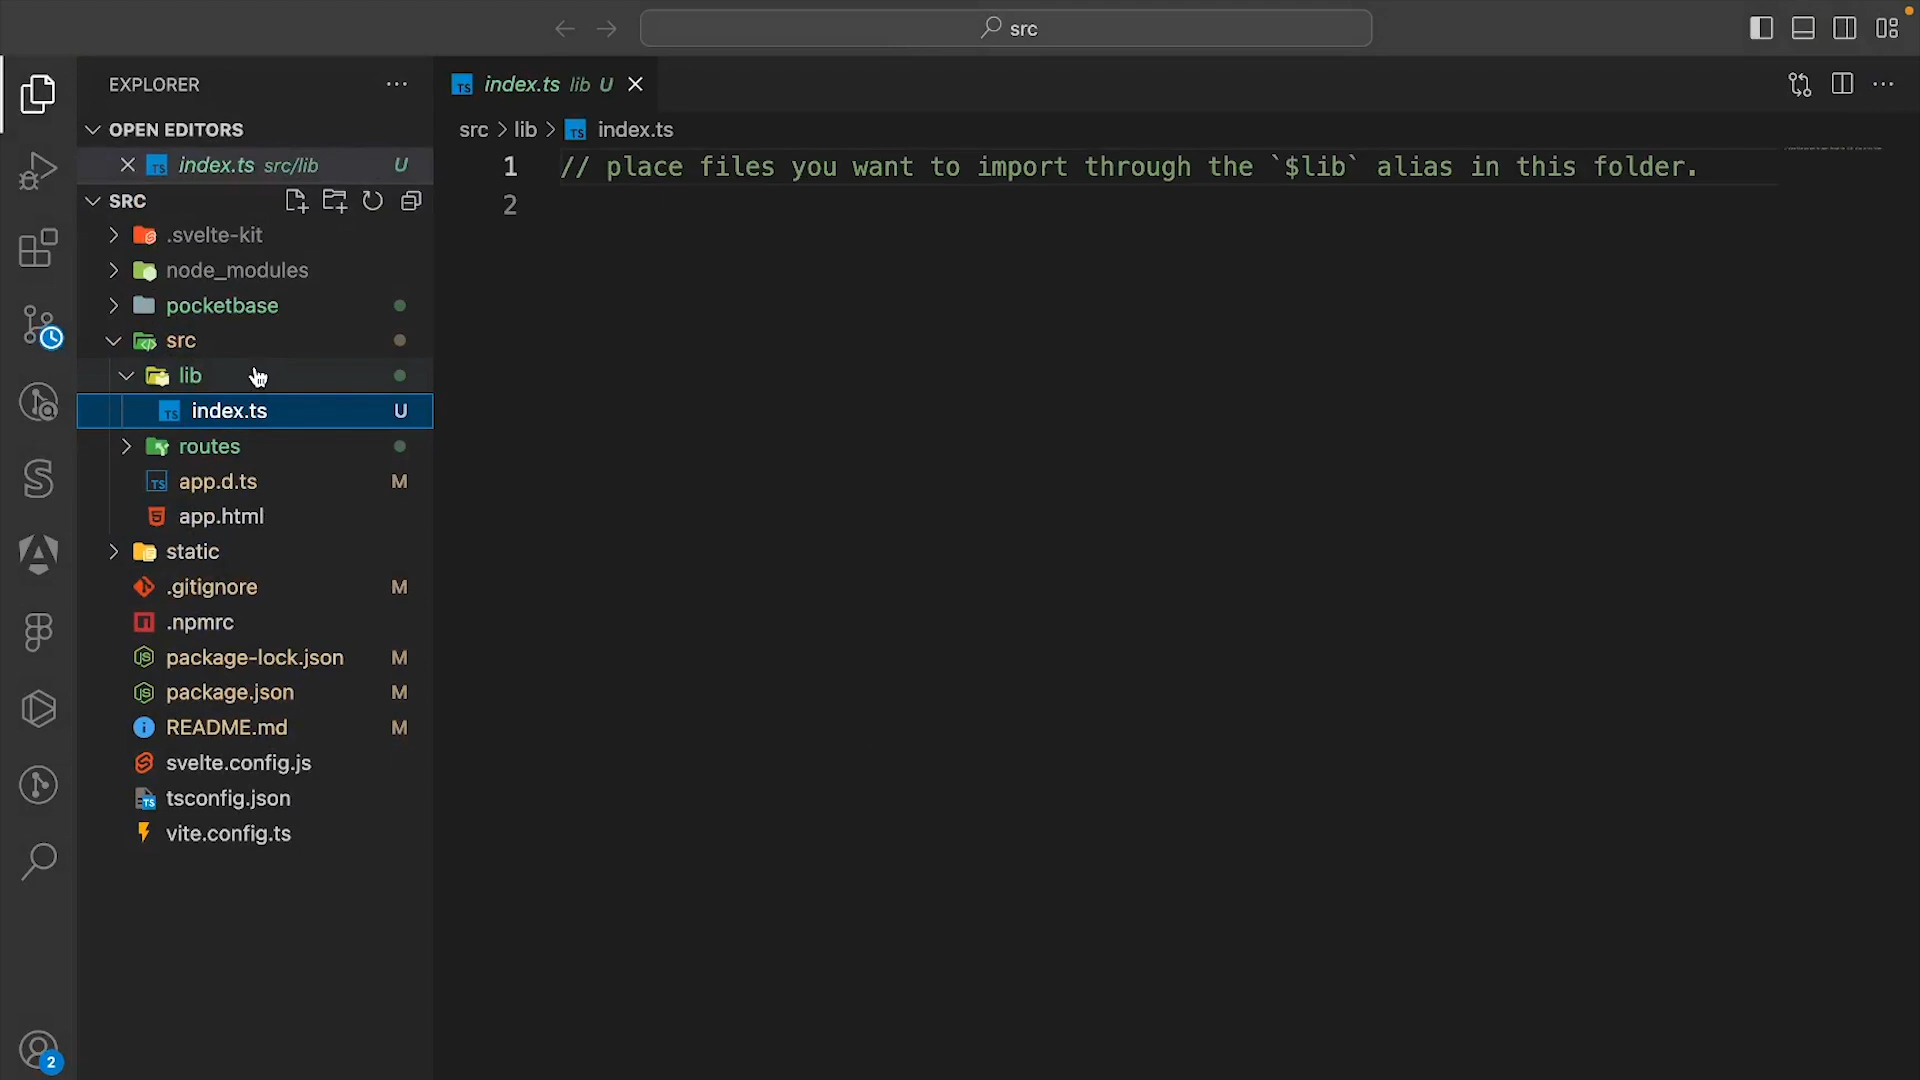 src
EXPLORER
index.ts lib U
OPEN EDITORS
index.ts src/lib U
SRC
.svelte-kit
node_modules
pocketbase
src
lib
index.ts U
routes
app.d.ts M
app.html
static
.gitignore M
.npmrc
package-lock.json M
package.json M
README.md M
svelte.config.js
tsconfig.json
vite.config.ts
2
src > lib > TS index.ts
1 // place files you want to import through the `$lib` alias in this folder.
2